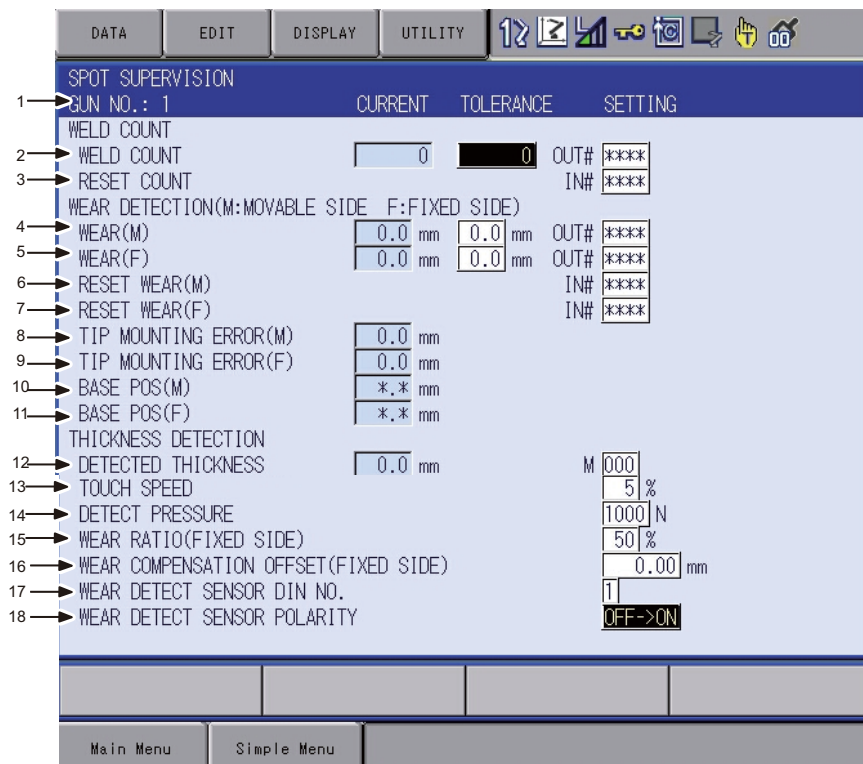 DATA EDIT DISPLAY UTILITY
SPOT SUPERVISION
1 GUN NO.: 1 CURRENT TOLERANCE SETTING
WELD COUNT
2 WELD COUNT 0 0 OUT# ****
3 RESET COUNT IN# ****
WEAR DETECTION(M:MOVABLE SIDE F:FIXED SIDE)
4 WEAR(M) 0.0 mm 0.0 mm OUT# ****
5 WEAR(F) 0.0 mm 0.0 mm OUT# ****
6 RESET WEAR(M) IN# ****
7 RESET WEAR(F) IN# ****
8 TIP MOUNTING ERROR(M) 0.0 mm
9 TIP MOUNTING ERROR(F) 0.0 mm
10 BASE POS(M) *.* mm
11 BASE POS(F) *.* mm
THICKNESS DETECTION
12 DETECTED THICKNESS 0.0 mm M 000
13 TOUCH SPEED 5 %
14 DETECT PRESSURE 1000 N
15 WEAR RATIO(FIXED SIDE) 50 %
16 WEAR COMPENSATION OFFSET(FIXED SIDE) 0.00 mm
17 WEAR DETECT SENSOR DIN NO. 1
18 WEAR DETECT SENSOR POLARITY OFF->ON
Main Menu Simple Menu